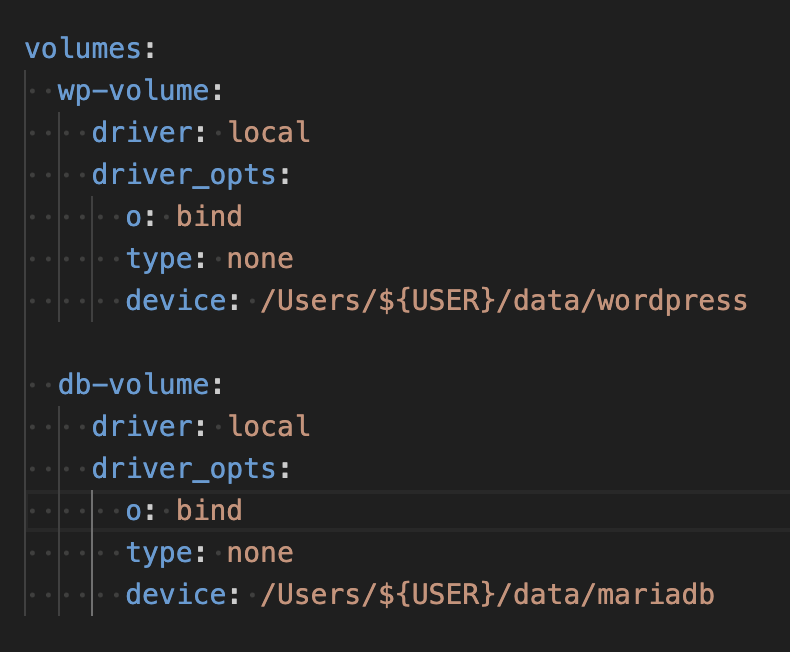 volumes:
  wp-volume:
    driver: local
    driver_opts:
      o: bind
      type: none
      device: /Users/${USER}/data/wordpress

  db-volume:
    driver: local
    driver_opts:
      o: bind
      type: none
      device: /Users/${USER}/data/mariadb